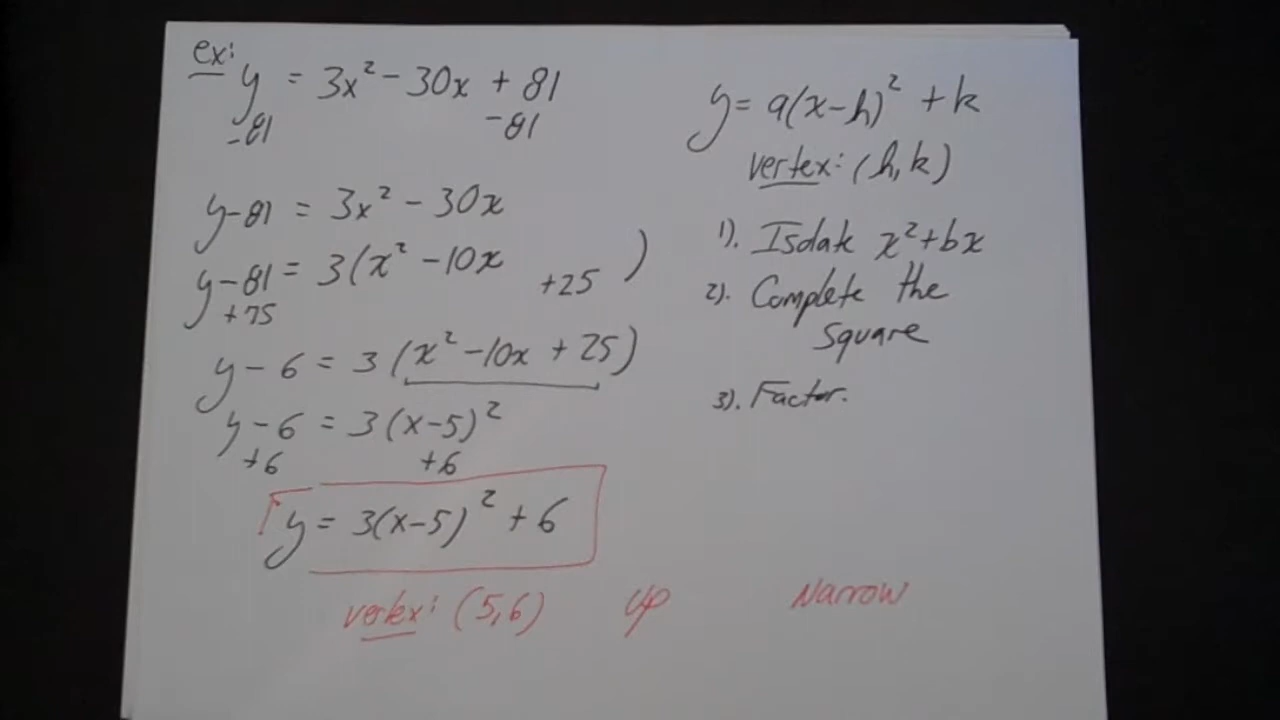 ex:
y = 3x² - 30x + 81
-81 -81
y-81 = 3x² - 30x
y-81 = 3(x² - 10x +25 )
+75
y - 6 = 3 (x² -10x + 25)
y - 6 = 3(x-5)²
+6 +6
y = 3(x-5)² + 6
vertex: (5,6) up Narrow
y = a(x-h)² + k
vertex: (h,k)
1). Isolate x²+bx
2). Complete the
Square
3). Factor.